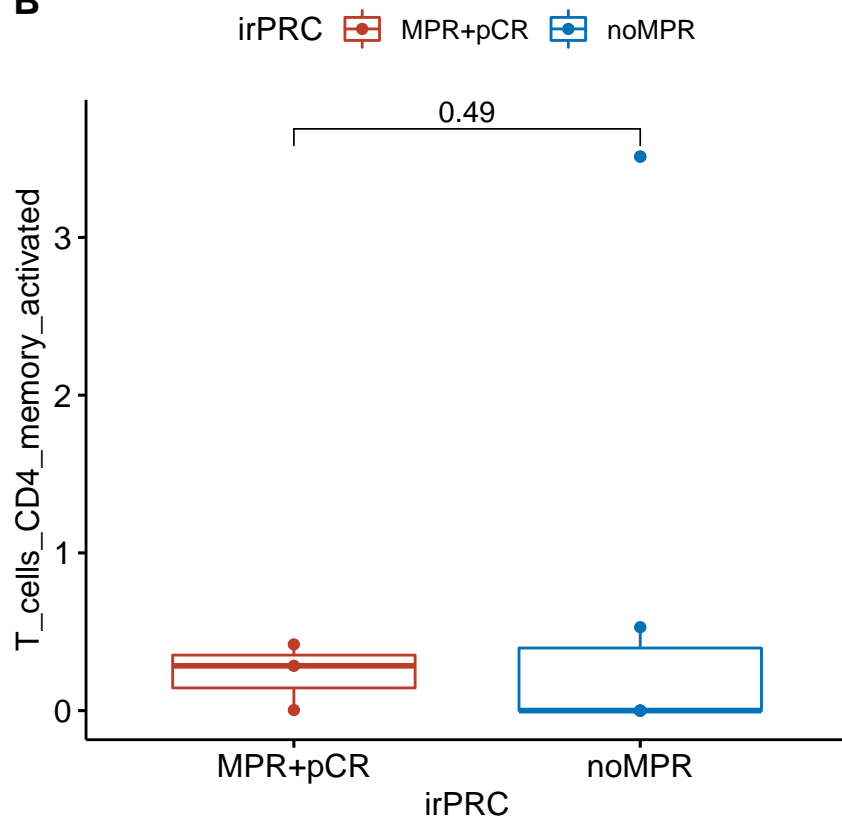 B
irPRC MPR+pCR noMPR
0.49
T_cells_CD4_memory_activated
3
2
1
0
MPR+pCR noMPR
irPRC